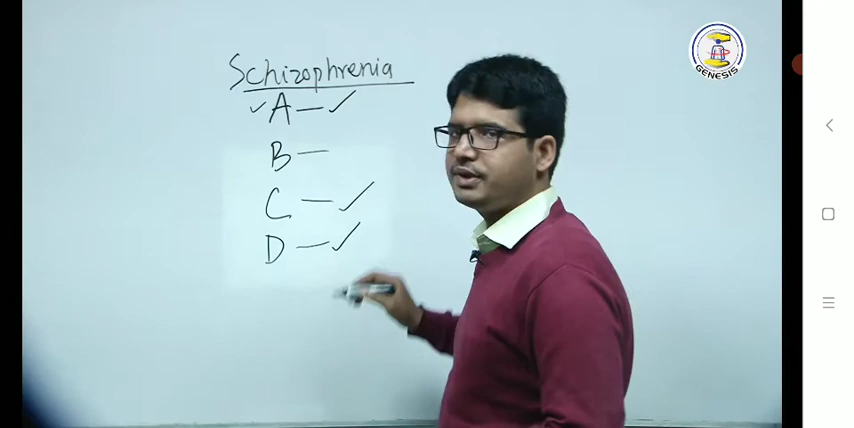 GENESIS
Schizophrenia
✓ A — ✓
B —
C — ✓
D — ✓